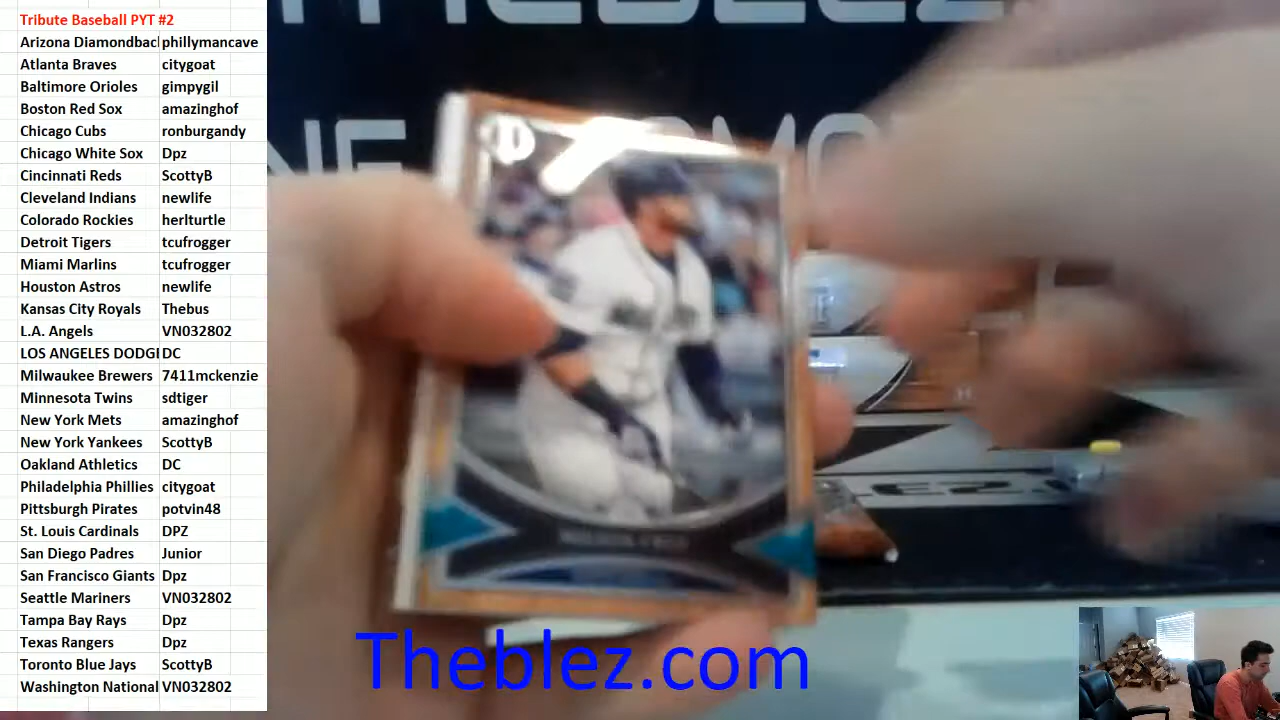 Tribute Baseball PYT #2
Arizona Diamondbac phillymancave
Atlanta Braves citygoat
Baltimore Orioles gimpygil
Boston Red Sox amazinghof
Chicago Cubs ronburgandy
Chicago White Sox Dpz
Cincinnati Reds ScottyB
Cleveland Indians newlife
Colorado Rockies herlturtle
Detroit Tigers tcufrogger
Miami Marlins tcufrogger
Houston Astros newlife
Kansas City Royals Thebus
L.A. Angels VN032802
LOS ANGELES DODG DC
Milwaukee Brewers 7411mckenzie
Minnesota Twins sdtiger
New York Mets amazinghof
New York Yankees ScottyB
Oakland Athletics DC
Philadelphia Phillies citygoat
Pittsburgh Pirates potvin48
St. Louis Cardinals DPZ
San Diego Padres Junior
San Francisco Giants Dpz
Seattle Mariners VN032802
Tampa Bay Rays Dpz
Texas Rangers Dpz
Toronto Blue Jays ScottyB
Washington National VN032802
Theblez.com